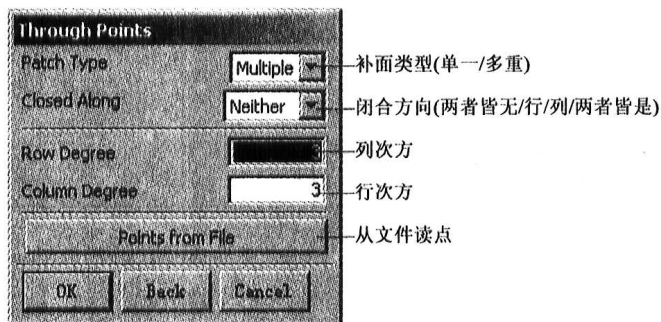 Through Points
Patch Type
Multiple
补面类型(单一/多重)
Closed Along
Neither
闭合方向(两者皆无/行/列/两者皆是)
Row Degree
3
列次方
Column Degree
3
行次方
Points from File
从文件读点
OK
Back
Cancel